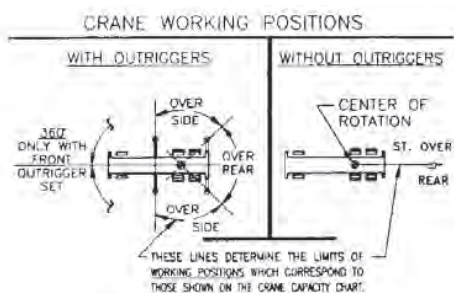 CRANE WORKING POSITIONS
WITH OUTRIGGERS
WITHOUT OUTRIGGERS
OVER
SIDE
360°
ONLY WITH
FRONT
OUTRIGGER
SET
OVER
REAR
OVER
SIDE
CENTER OF
ROTATION
ST. OVER
REAR
THESE LINES DETERMINE THE LIMITS OF
WORKING POSITIONS WHICH CORRESPOND TO
THOSE SHOWN ON THE CRANE CAPACITY CHART.